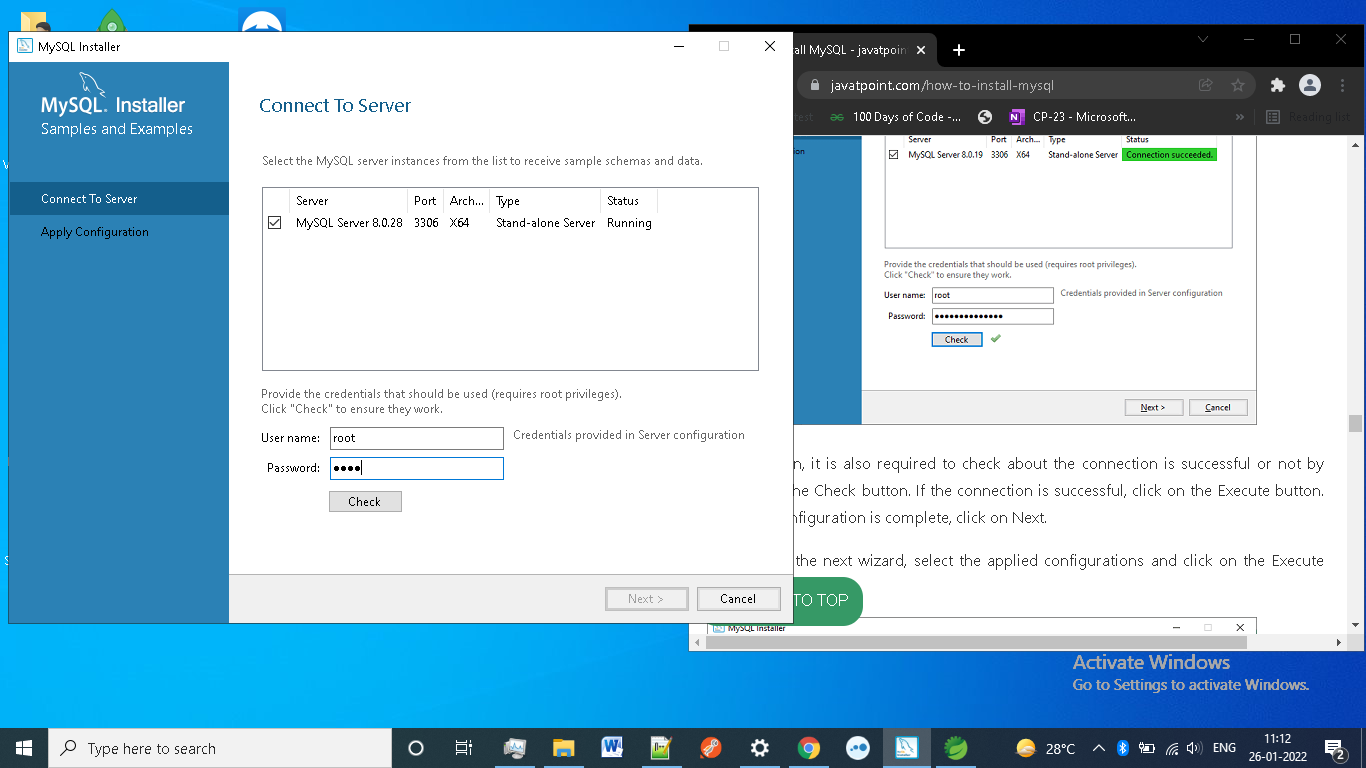 MySQL Installer
MySQL. Installer
Samples and Examples
Connect To Server
Apply Configuration
Connect To Server
Select the MySQL server instances from the list to receive sample schemas and data.
Server Port Arch... Type Status
MySQL Server 8.0.28 3306 X64 Stand-alone Server Running
Provide the credentials that should be used (requires root privileges).
Click "Check" to ensure they work.
User name: root Credentials provided in Server configuration
Password: ••••
Check
Next > Cancel
all MySQL - javatpoin
javatpoint.com/how-to-install-mysql
test 100 Days of Code -... CP-23 - Microsoft... » Reading list
Server Port Arch... Type Status
MySQL Server 8.0.19 3306 X64 Stand-alone Server Connection succeeded.
Provide the credentials that should be used (requires root privileges).
Click "Check" to ensure they work.
User name: root Credentials provided in Server configuration
Password: ••••••••••••••
Check
Next > Cancel
n, it is also required to check about the connection is successful or not by
he Check button. If the connection is successful, click on the Execute button.
nfiguration is complete, click on Next.
the next wizard, select the applied configurations and click on the Execute
TO TOP
MySQL Installer
Activate Windows
Go to Settings to activate Windows.
Type here to search
28°C ENG 11:12
26-01-2022
2